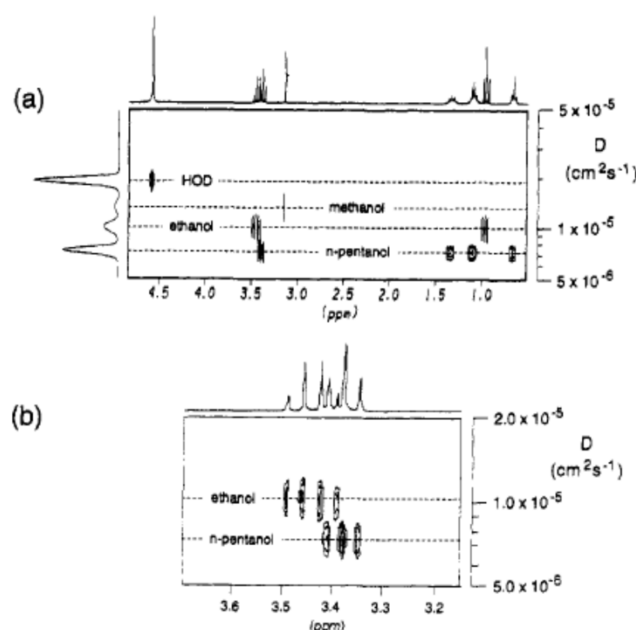 (a)
5 x 10⁻⁵
D
(cm²s⁻¹)
HOD
methanol
ethanol
1 x 10⁻⁵
n-pentanol
5 x 10⁻⁶
4.5 4.0 3.5 3.0 2.5 2.0 1.5 1.0
(ppm)
(b)
2.0 x 10⁻⁵
D
(cm²s⁻¹)
ethanol
1.0 x 10⁻⁵
n-pentanol
5.0 x 10⁻⁶
3.6 3.5 3.4 3.3 3.2
(ppm)